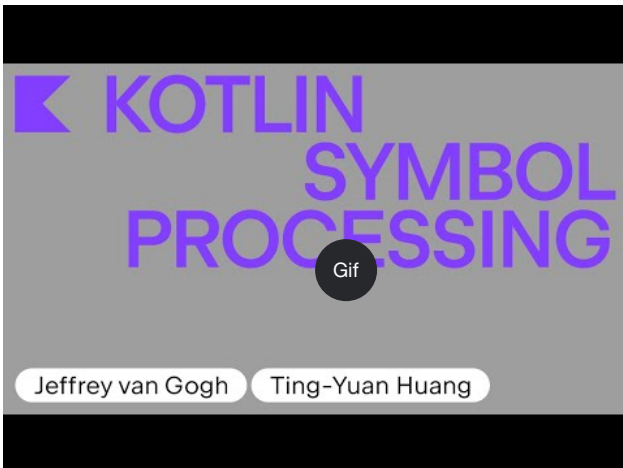 KOTLIN
SYMBOL
PROCESSING
Gif
Jeffrey van Gogh Ting-Yuan Huang